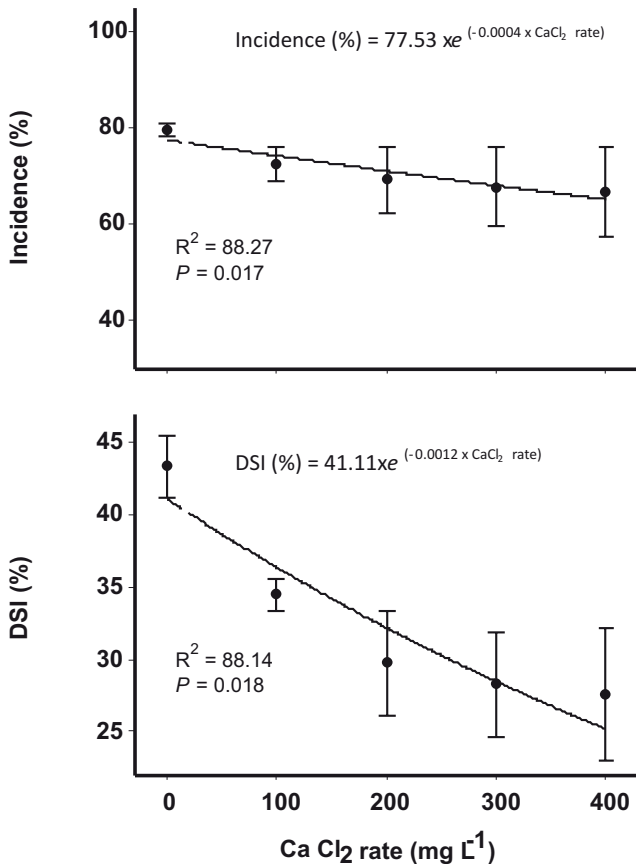 100
Incidence (%) = 77.53 xe (-0.0004 x CaCl2 rate)
80
60
40
Incidence (%)
R2 = 88.27
P = 0.017
45
DSI (%) = 41.11xe (-0.0012 x CaCl2 rate)
40
35
30
25
DSI (%)
R2 = 88.14
P = 0.018
0 100 200 300 400
Ca Cl2 rate (mg L-1)